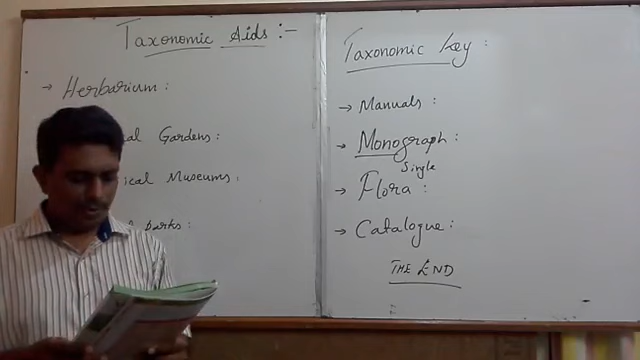 Taxonomic Aids :-
→ Herbarium :
al Gardens :
ical Museums :
parks :
Taxonomic Key :
→ Manuals :
→ Monograph :
Single
→ Flora :
→ Catalogue :
THE END